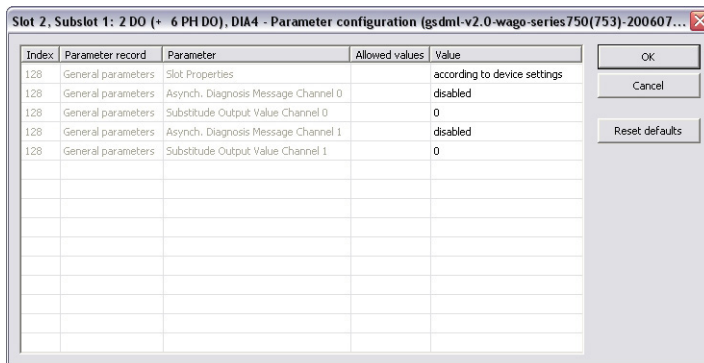 Slot 2, Subslot 1: 2 DO (+ 6 PH DO), DIA4 - Parameter configuration (gsdml-v2.0-wago-series750(753)-200607...
Index Parameter record Parameter Allowed values Value
128 General parameters Slot Properties according to device settings
128 General parameters Asynch. Diagnosis Message Channel 0 disabled
128 General parameters Substitude Output Value Channel 0 0
128 General parameters Asynch. Diagnosis Message Channel 1 disabled
128 General parameters Substitude Output Value Channel 1 0
OK
Cancel
Reset defaults